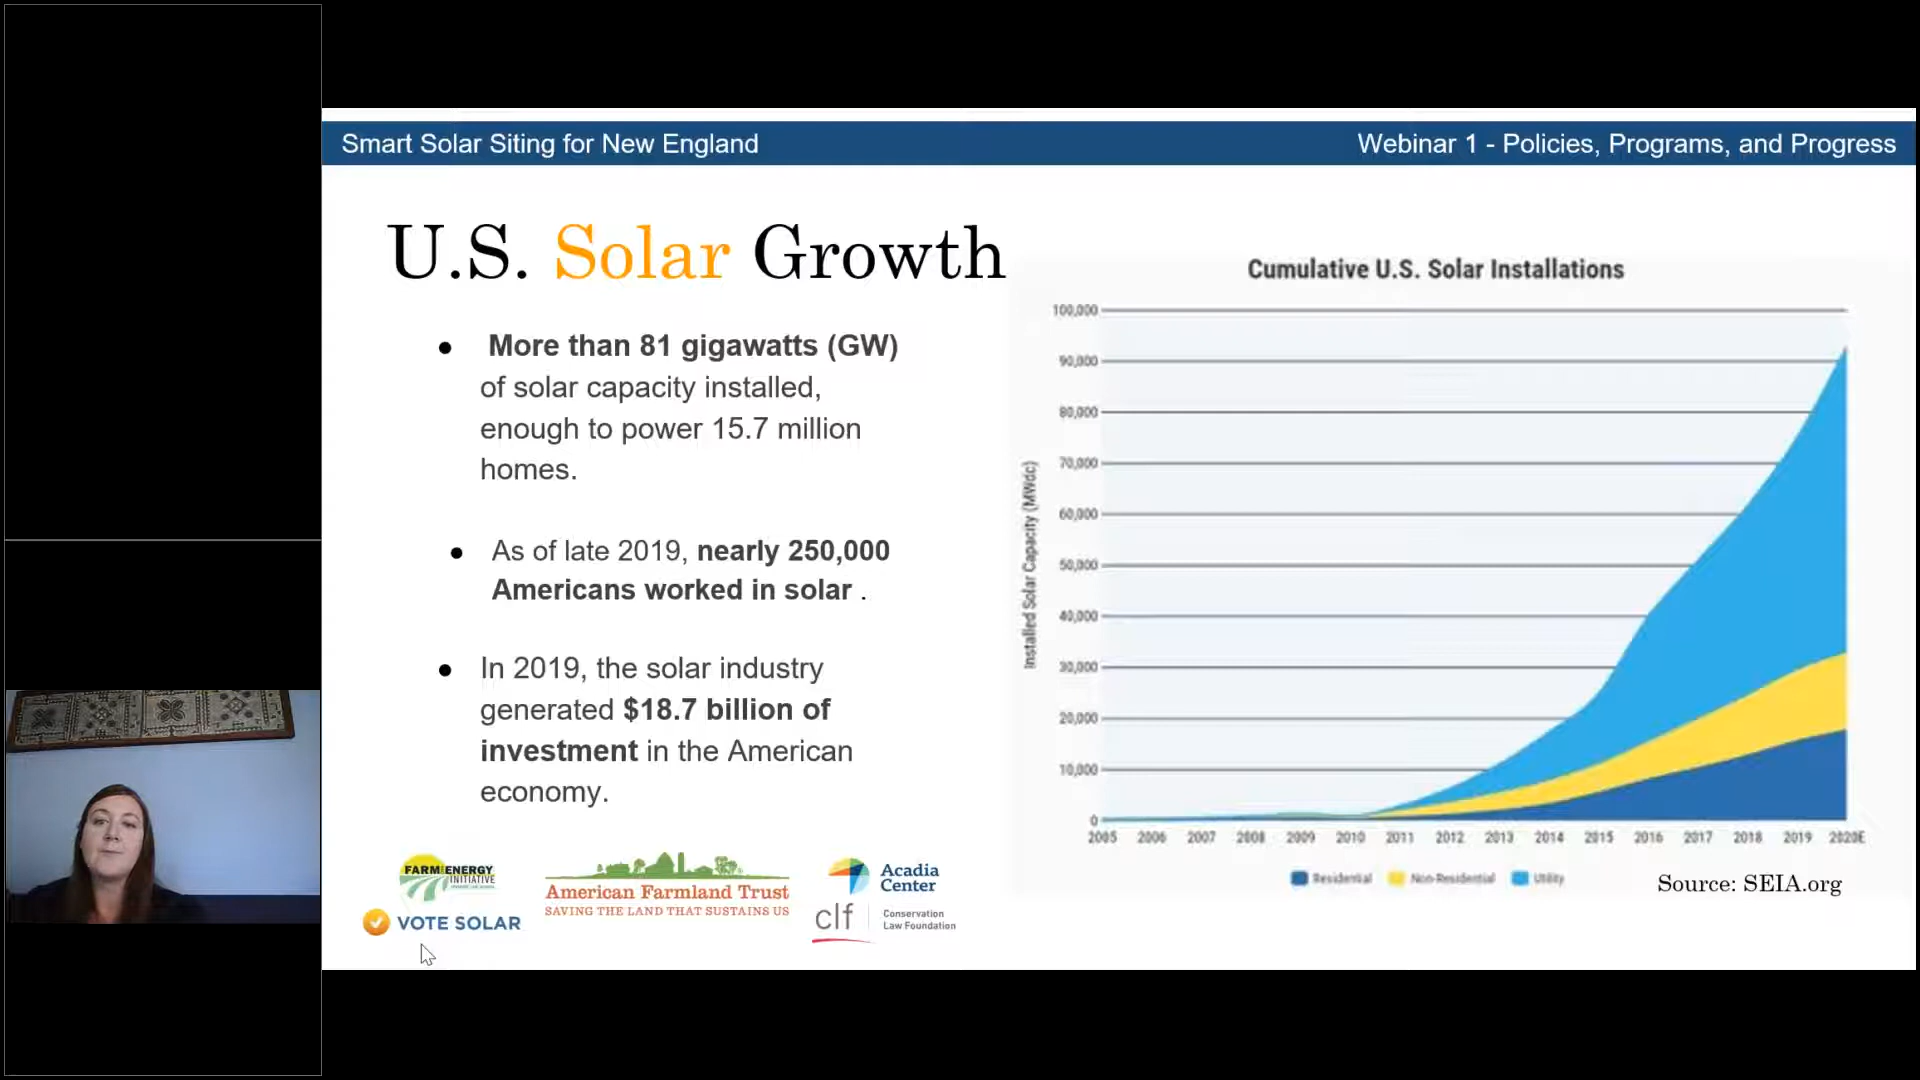 Smart Solar Siting for New England
Webinar 1 - Policies, Programs, and Progress
U.S. Solar Growth
● More than 81 gigawatts (GW)
of solar capacity installed,
enough to power 15.7 million
homes.
● As of late 2019, nearly 250,000
Americans worked in solar .
● In 2019, the solar industry
generated $18.7 billion of
investment in the American
economy.
Cumulative U.S. Solar Installations
Installed Solar Capacity (MWdc)
100,000
90,000
80,000
70,000
60,000
50,000
40,000
30,000
20,000
10,000
0
2005 2006 2007 2008 2009 2010 2011 2012 2013 2014 2015 2016 2017 2018 2019 2020E
Residential Non-Residential Utility
Source: SEIA.org
FARM ENERGY
INITIATIVE
VOTE SOLAR
American Farmland Trust
SAVING THE LAND THAT SUSTAINS US
Acadia
Center
clf
Conservation
Law Foundation